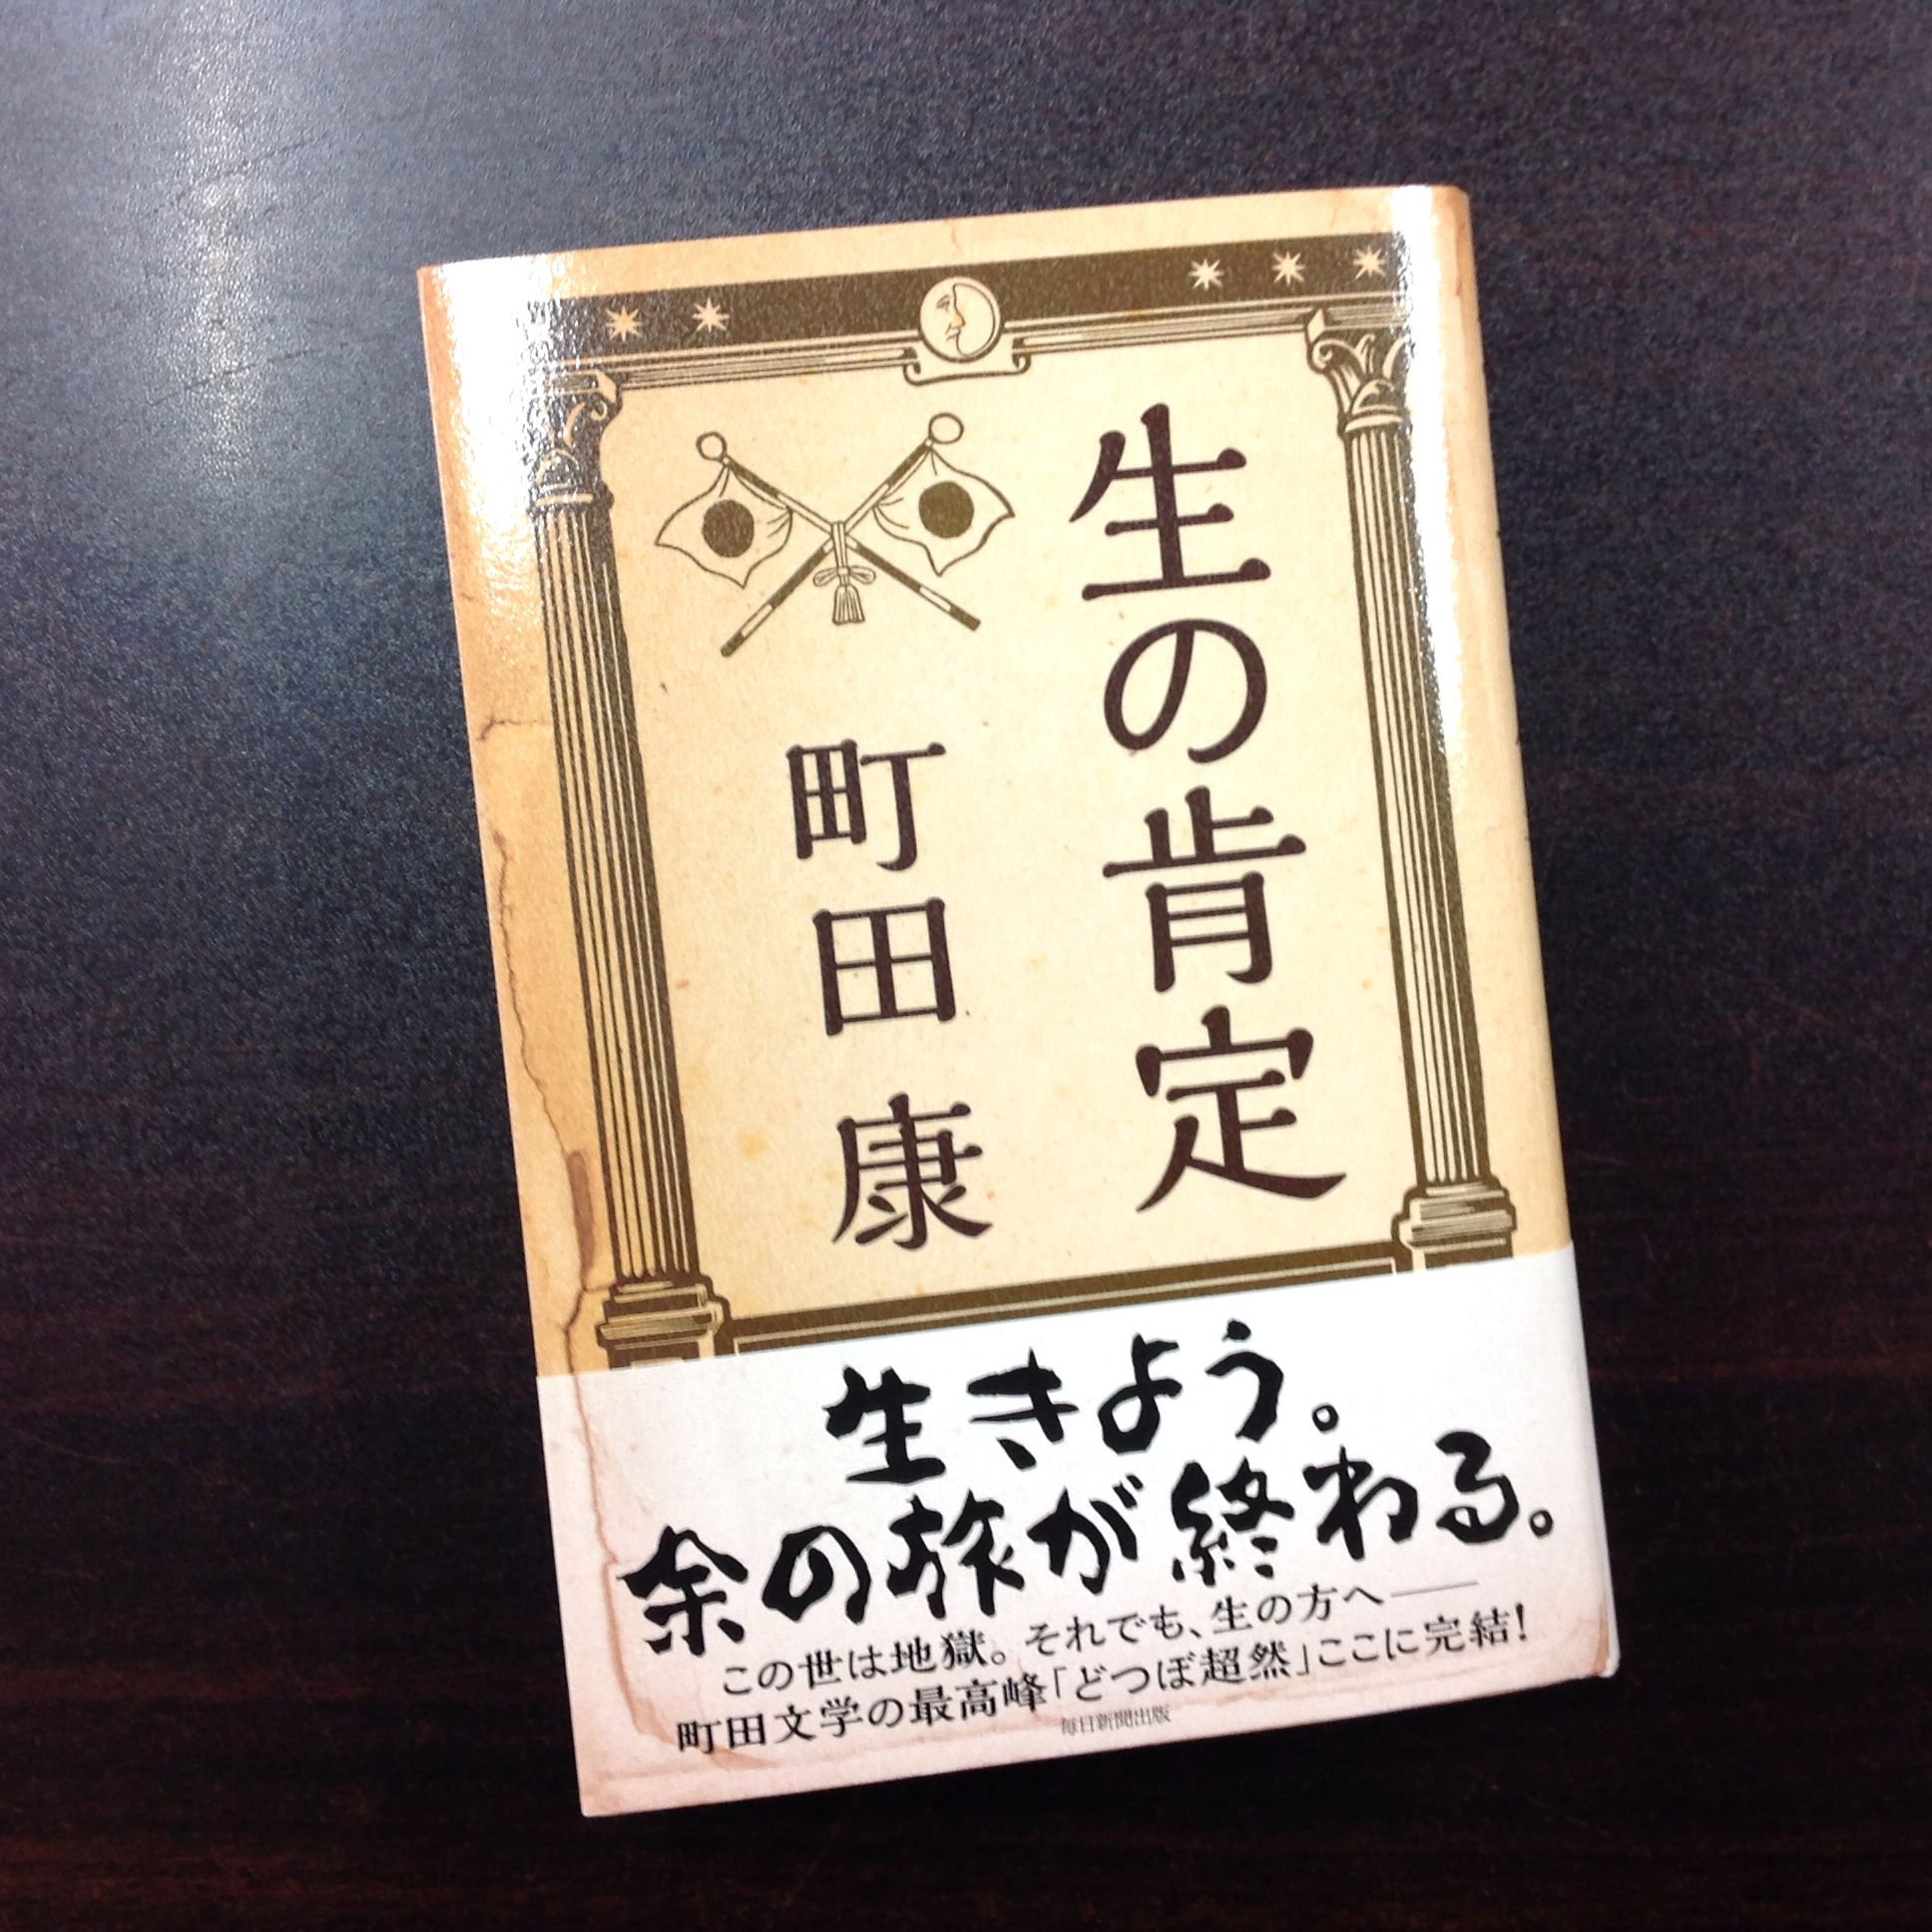 生の肯定
町田康
生きよう。
余の旅が終わる。
この世は地獄。それでも、生の方へ――
町田文学の最高峰「どつぼ超然」ここに完結!
毎日新聞出版